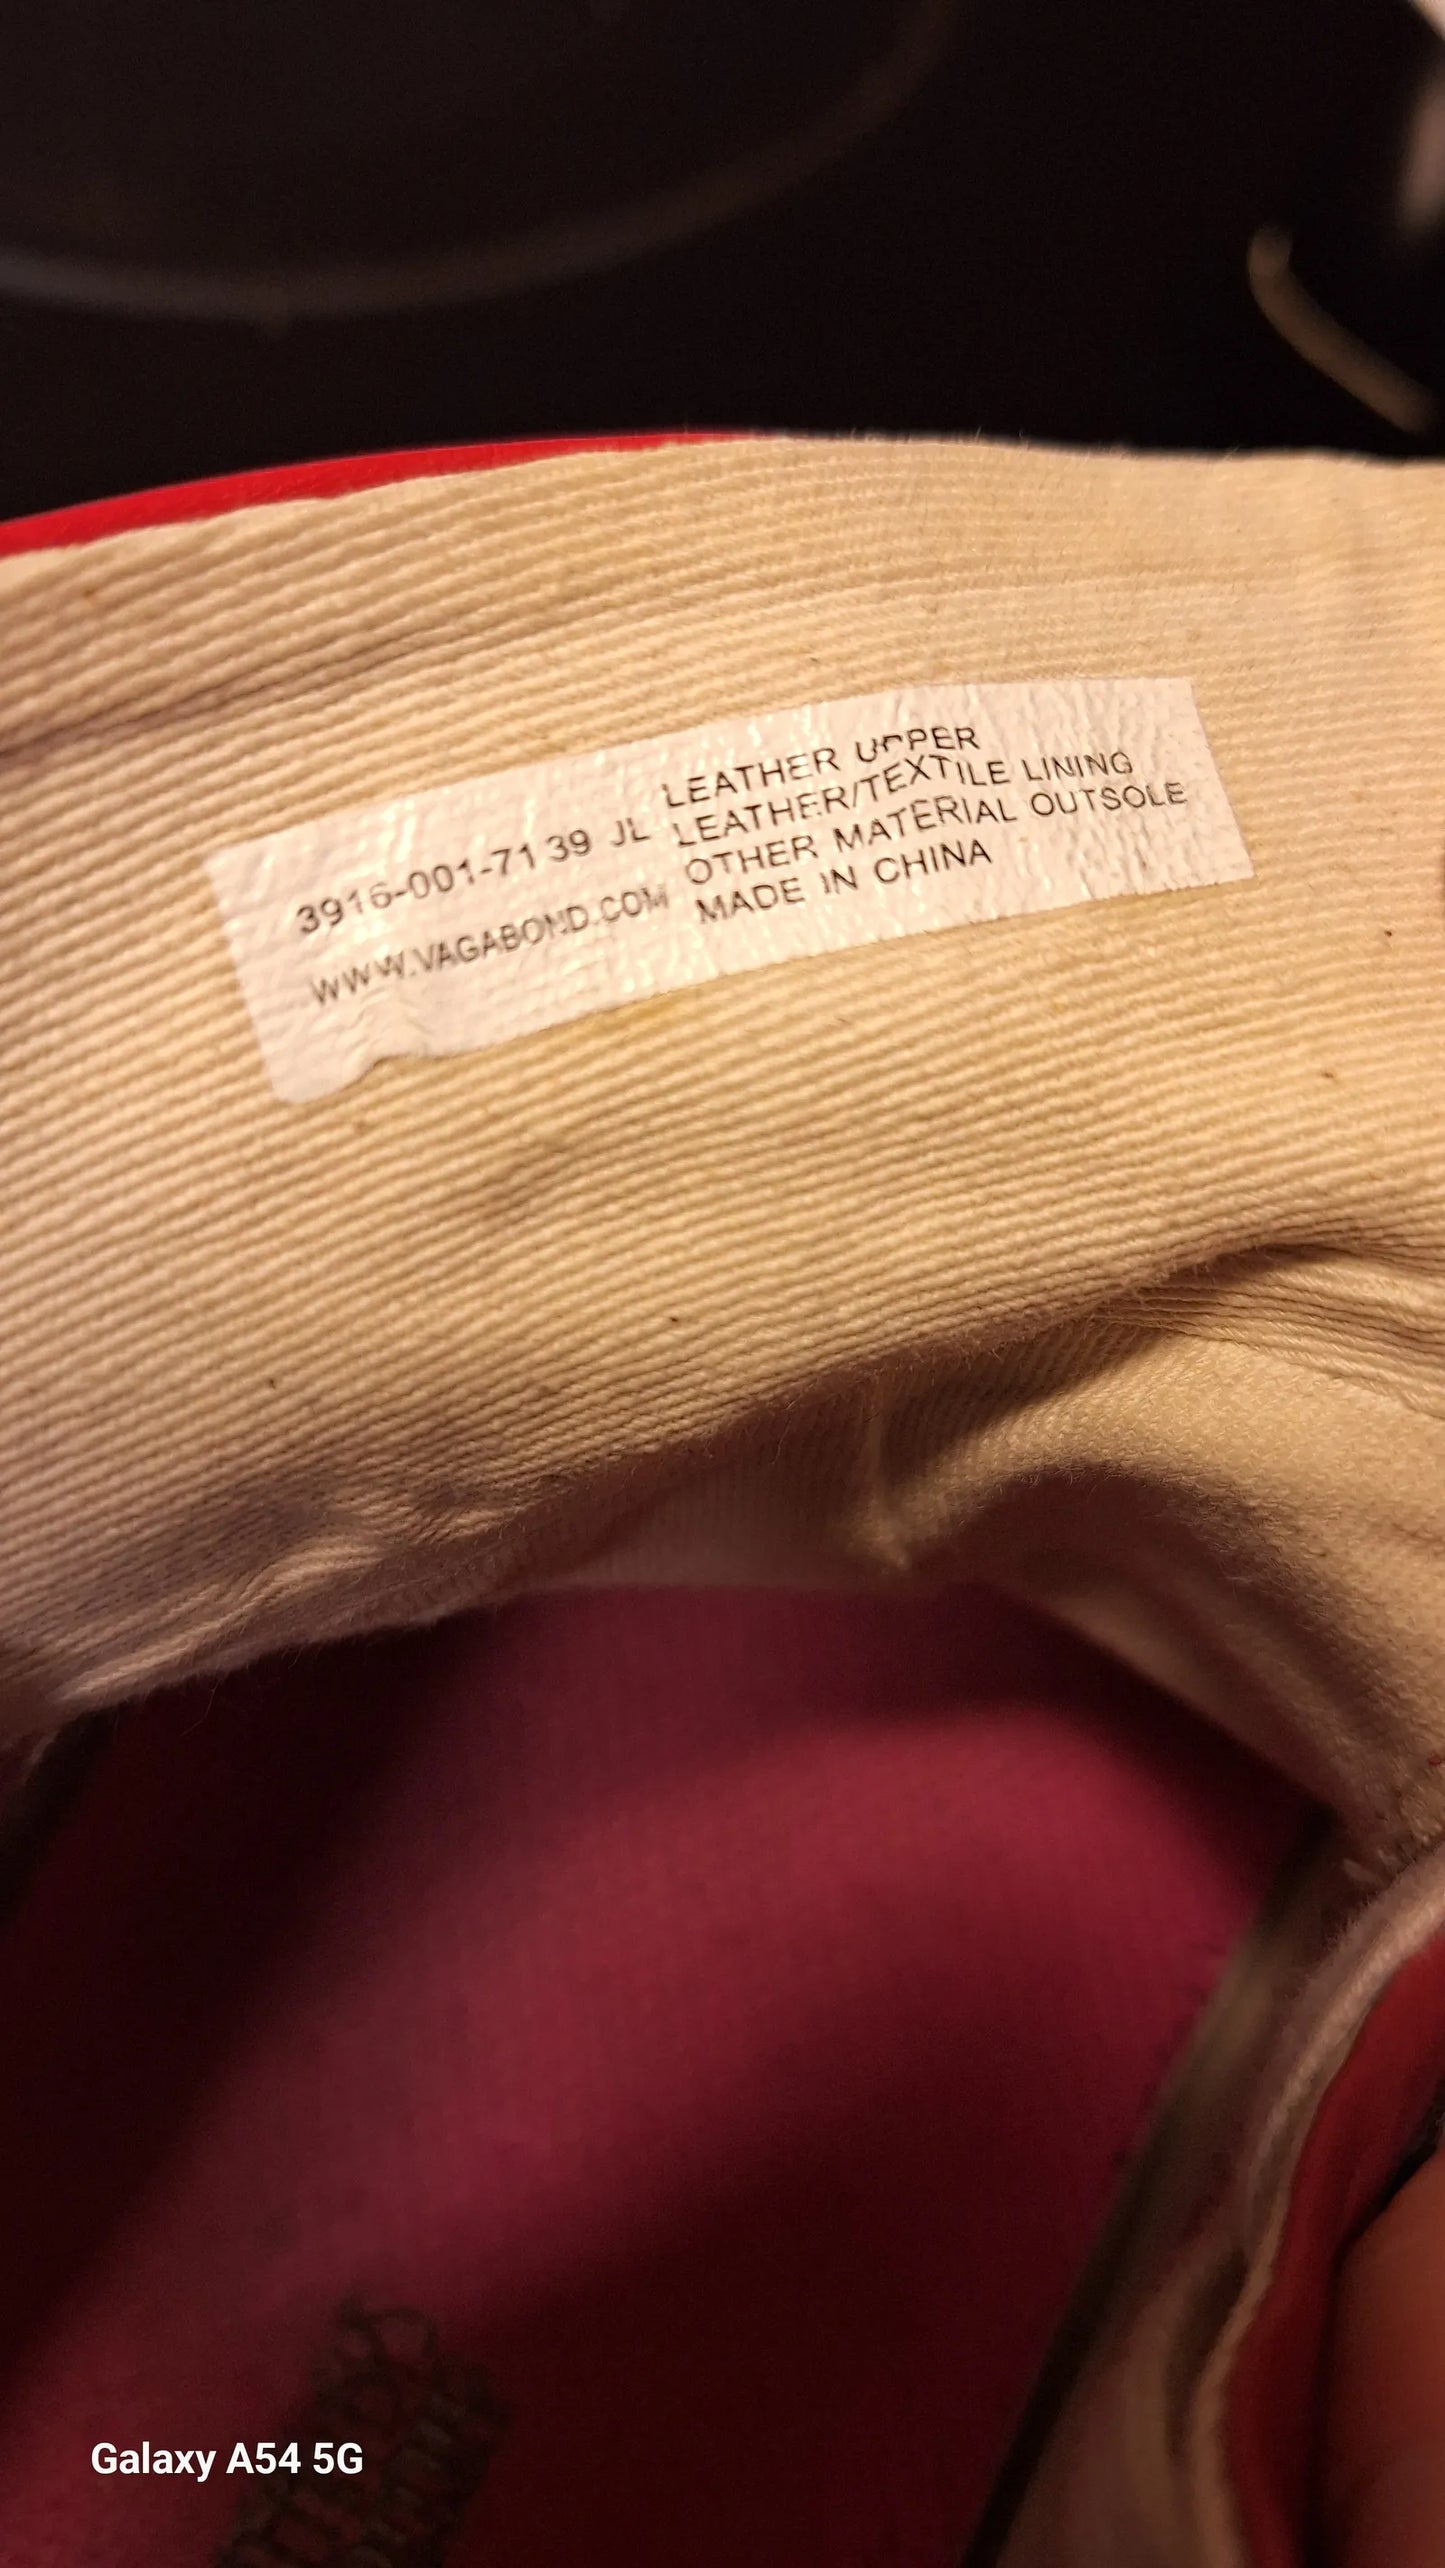 3916-001-71 39 JL
WWW.VAGABOND.COM
LEATHER UPPER
LEATHER/TEXTILE LINING
OTHER MATERIAL OUTSOLE
MADE IN CHINA
Galaxy A54 5G